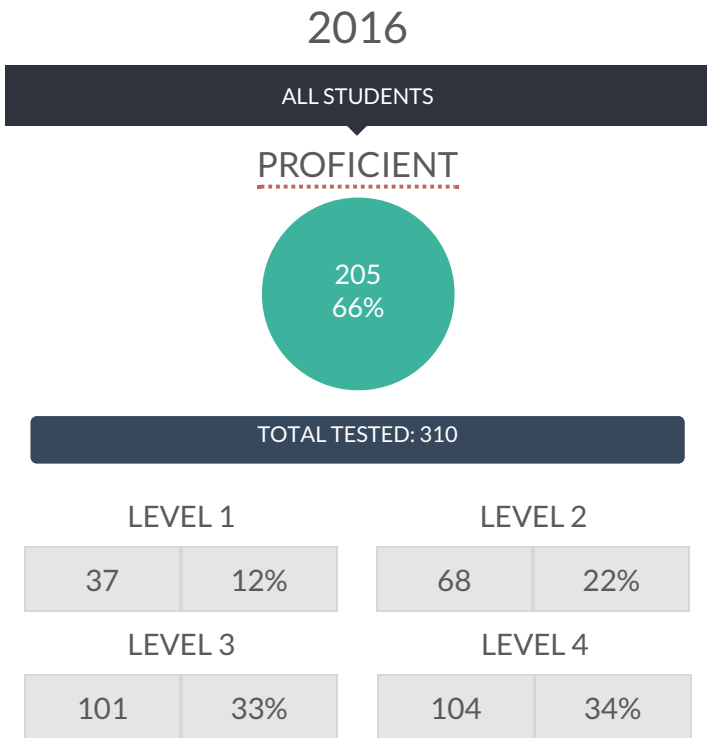 2016
ALL STUDENTS
PROFICIENT
205
66%
TOTAL TESTED: 310
LEVEL 1 LEVEL 2
37 12% 68 22%
LEVEL 3 LEVEL 4
101 33% 104 34%